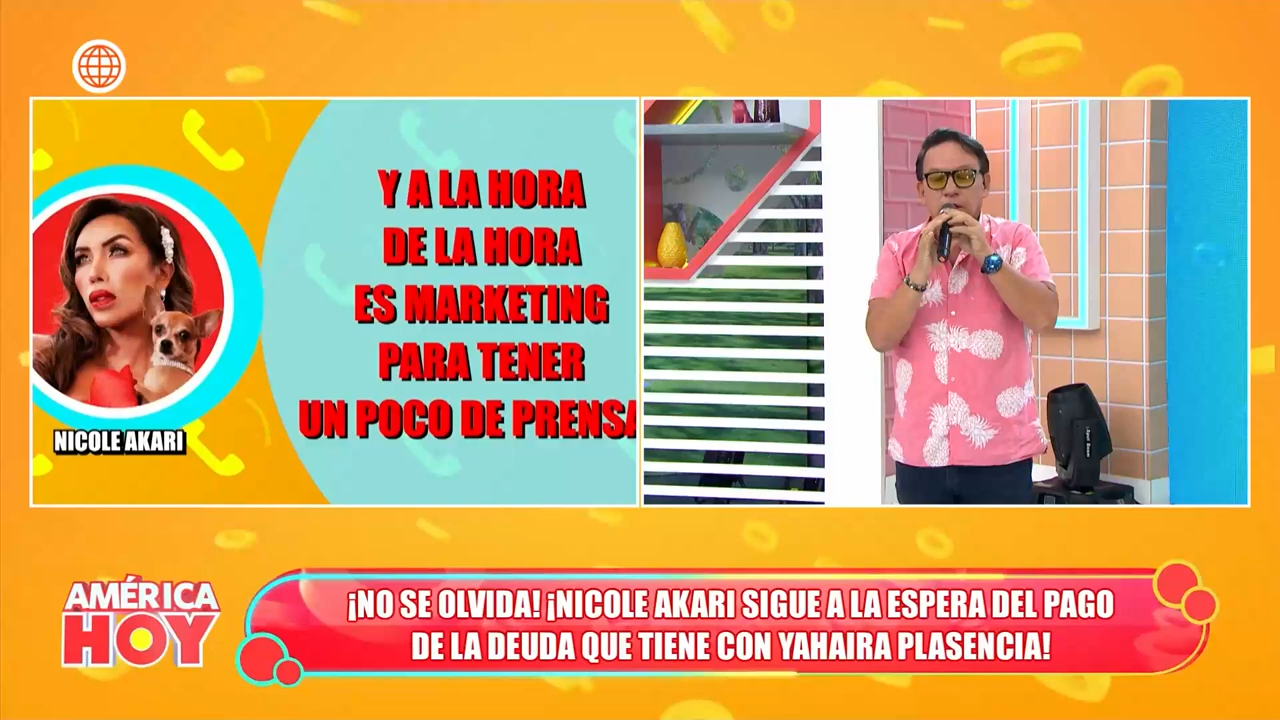 Y A LA HORA
DE LA HORA
ES MARKETING
PARA TENER
UN POCO DE PRENSA
NICOLE AKARI
AMÉRICA
HOY
¡NO SE OLVIDA! ¡NICOLE AKARI SIGUE A LA ESPERA DEL PAGO
DE LA DEUDA QUE TIENE CON YAHAIRA PLASENCIA!